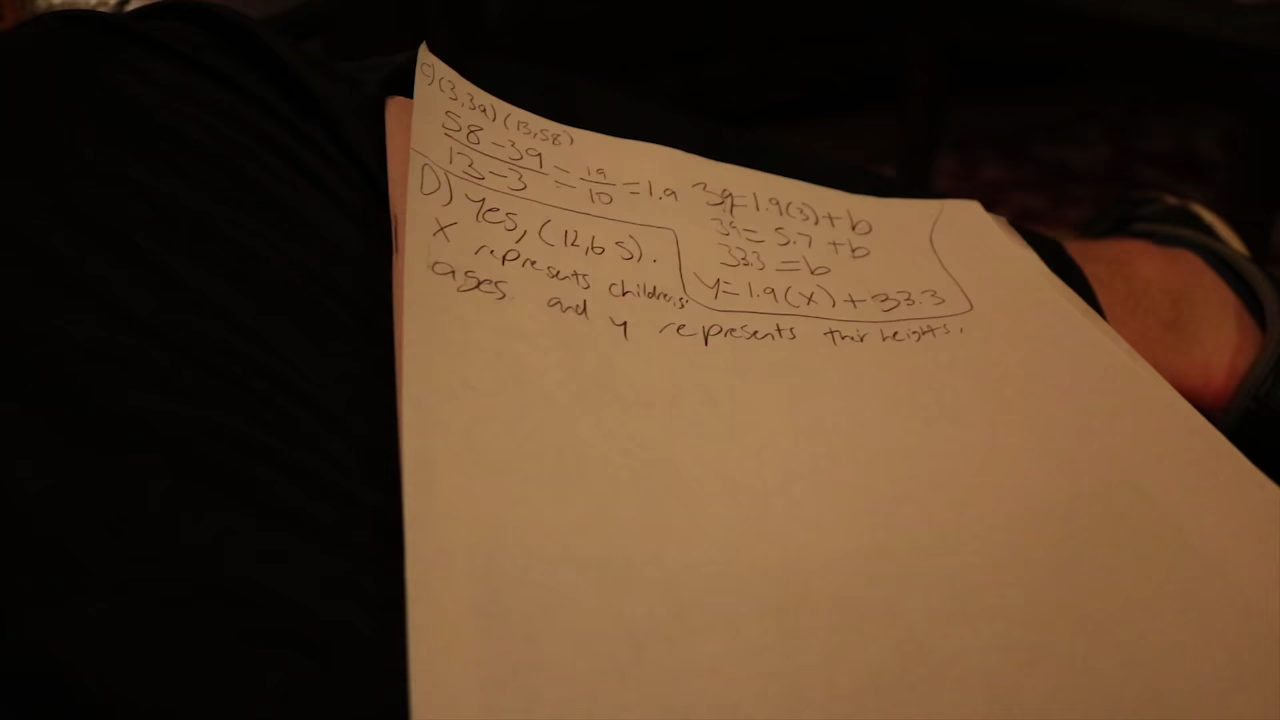 C) (3,39) (13,58)
58-39
13-3
= 19/10 = 1.9
39=1.9(3)+b
39=5.7+b
33.3=b
y=1.9(x)+33.3
D) Yes, (12,65).
X represents childrens'
ages and y represents thir heights.